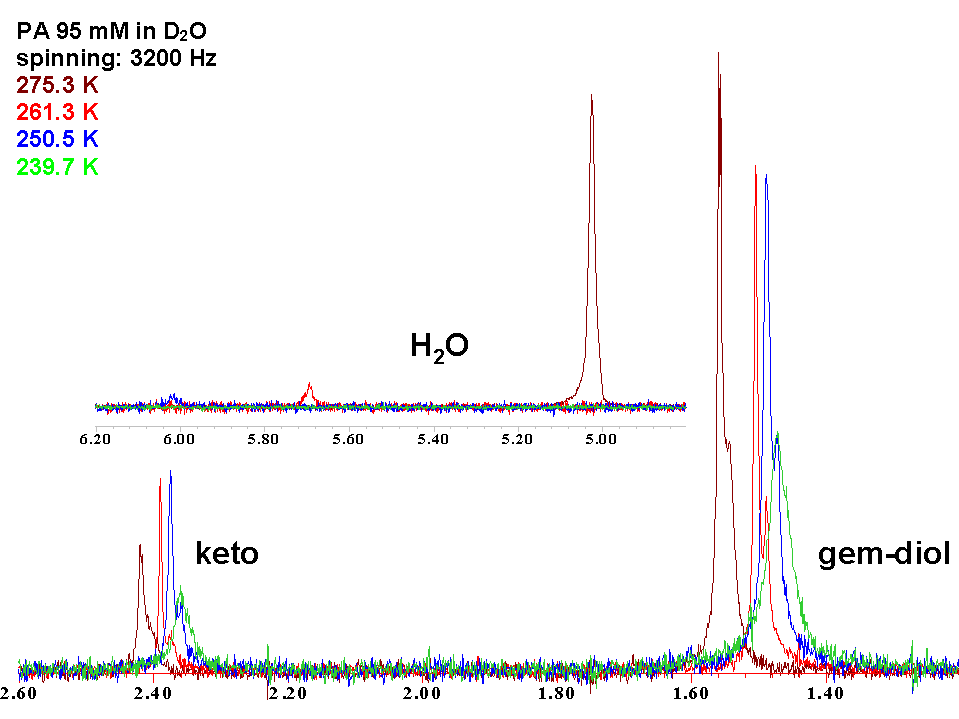 PA 95 mM in D₂O
spinning: 3200 Hz
275.3 K
261.3 K
250.5 K
239.7 K
H₂O
6.20 6.00 5.80 5.60 5.40 5.20 5.00
keto
gem-diol
2.60 2.40 2.20 2.00 1.80 1.60 1.40